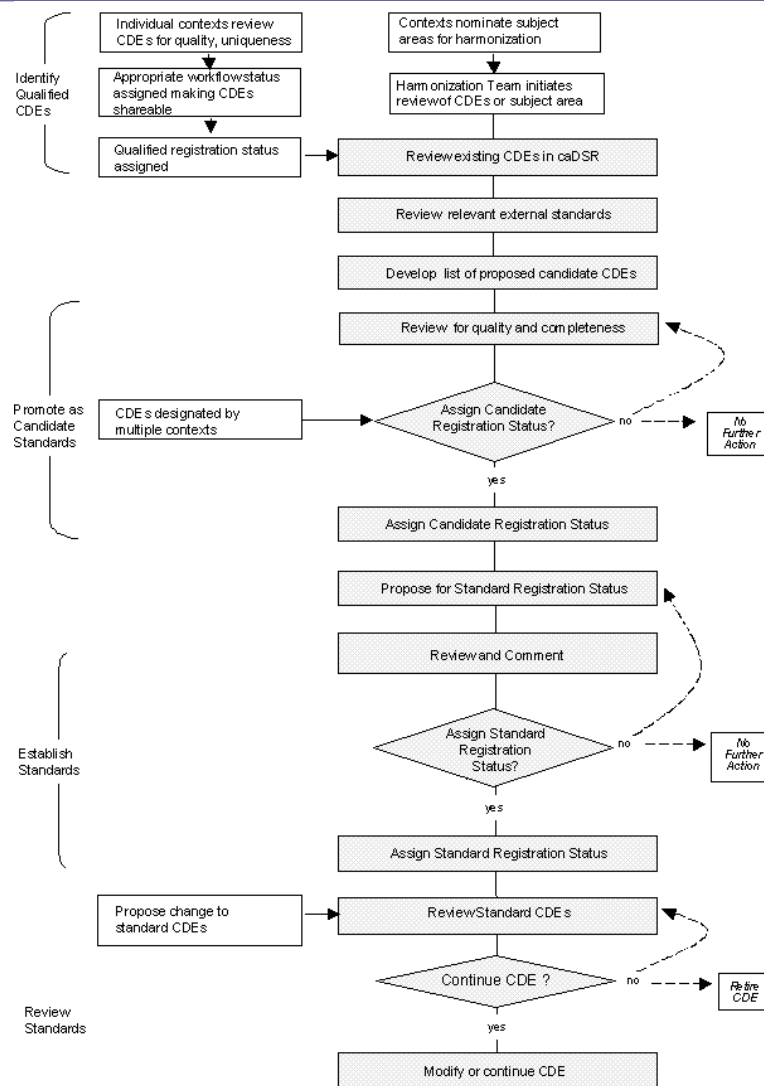 Individual contexts review
CDEs for quality, uniqueness
Contexts nominate subject
areas for harmonization
Identify
Qualified
CDEs
Appropriate workflowstatus
assigned making CDEs
shareable
Harmonization Team initiates
reviewof CDEs or subject area
Qualified registration status
assigned
Reviewexisting CDEs in caDSR
Review relevant external standards
Develop list of proposed candidate CDEs
Review for quality and completeness
Promote as
Candidate
Standards
CDEs designated by
multiple contexts
Assign Candidate
Registration Status?
no
No
Further
Action
yes
Assign Candidate Registration Status
Propose for Standard Registration Status
Reviewand Comment
Establish
Standards
Assign Standard
Registration
Status?
no
No
Further
Action
yes
Assign Standard Registration Status
Propose change to
standard CDEs
ReviewStandard CDEs
Continue CDE ?
no
Retire
CDE
Review
Standards
yes
Modify or continue CDE